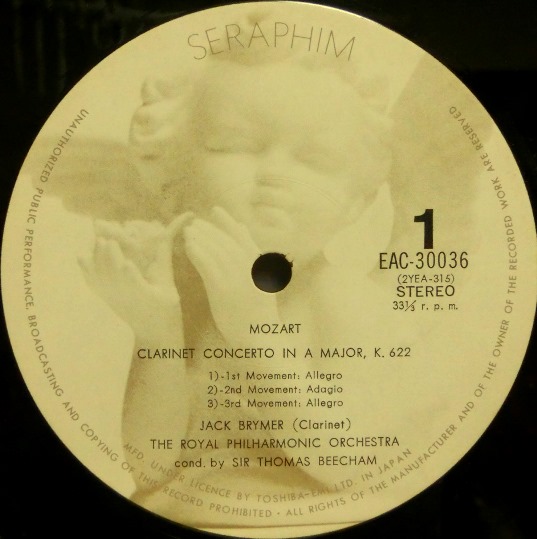 SERAPHIM
1
EAC-30036
(2YEA-315)
STEREO
33⅓ r. p. m.
MOZART
CLARINET CONCERTO IN A MAJOR, K. 622
1)-1st Movement: Allegro
2)-2nd Movement: Adagio
3)-3rd Movement: Allegro
JACK BRYMER (Clarinet)
THE ROYAL PHILHARMONIC ORCHESTRA
cond. by SIR THOMAS BEECHAM
MFD. UNDER LICENCE BY TOSHIBA-EMI LTD. IN JAPAN
UNAUTHORIZED PUBLIC PERFORMANCE, BROADCASTING AND COPYING OF THIS RECORD PROHIBITED · ALL RIGHTS OF THE MANUFACTURER AND OF THE OWNER OF THE RECORDED WORK ARE RESERVED